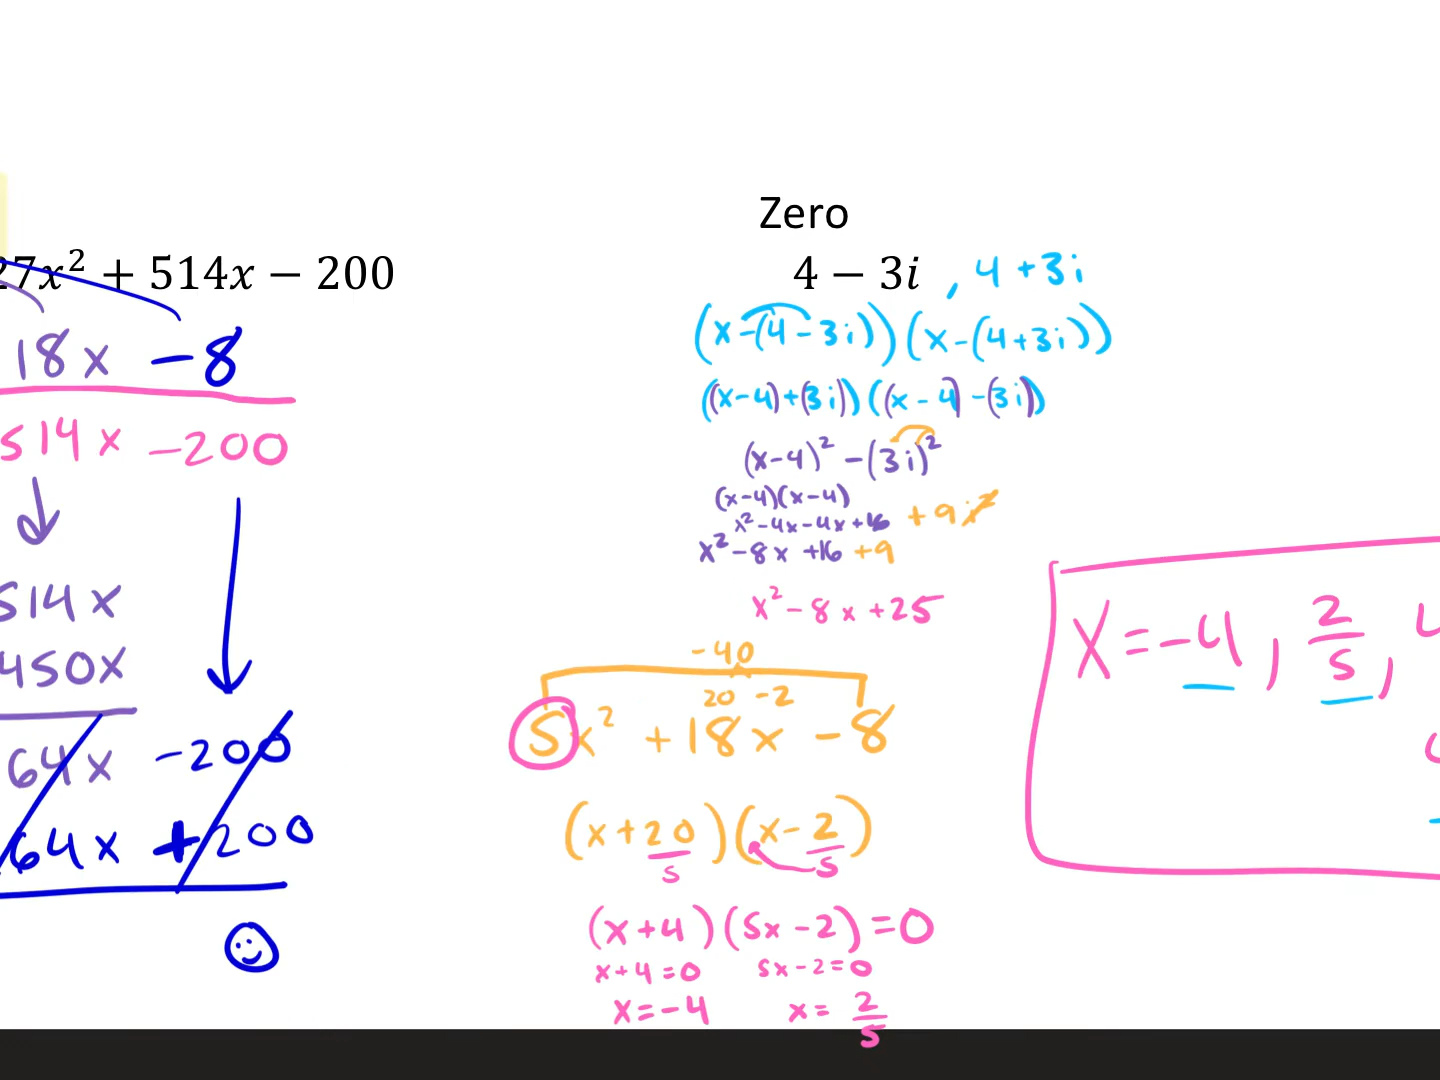 Zero
27x² + 514x − 200
4 − 3i , 4 + 3i
18x − 8
(x − (4 − 3i))(x − (4 + 3i))
514x − 200
((x − 4) + (3i))((x − 4) − (3i))
(x − 4)² − (3i)²
(x − 4)(x − 4)
x² − 4x − 4x + 16 + 9i²
x² − 8x + 16 + 9
x² − 8x + 25
514x
450x
64x − 200
64x + 200
−40
20 −2
5x² + 18x − 8
(x + 20/5)(x − 2/5)
(x + 4)(5x − 2) = 0
x + 4 = 0 5x − 2 = 0
x = −4 x = 2/5
X = −4, 2/5, 4